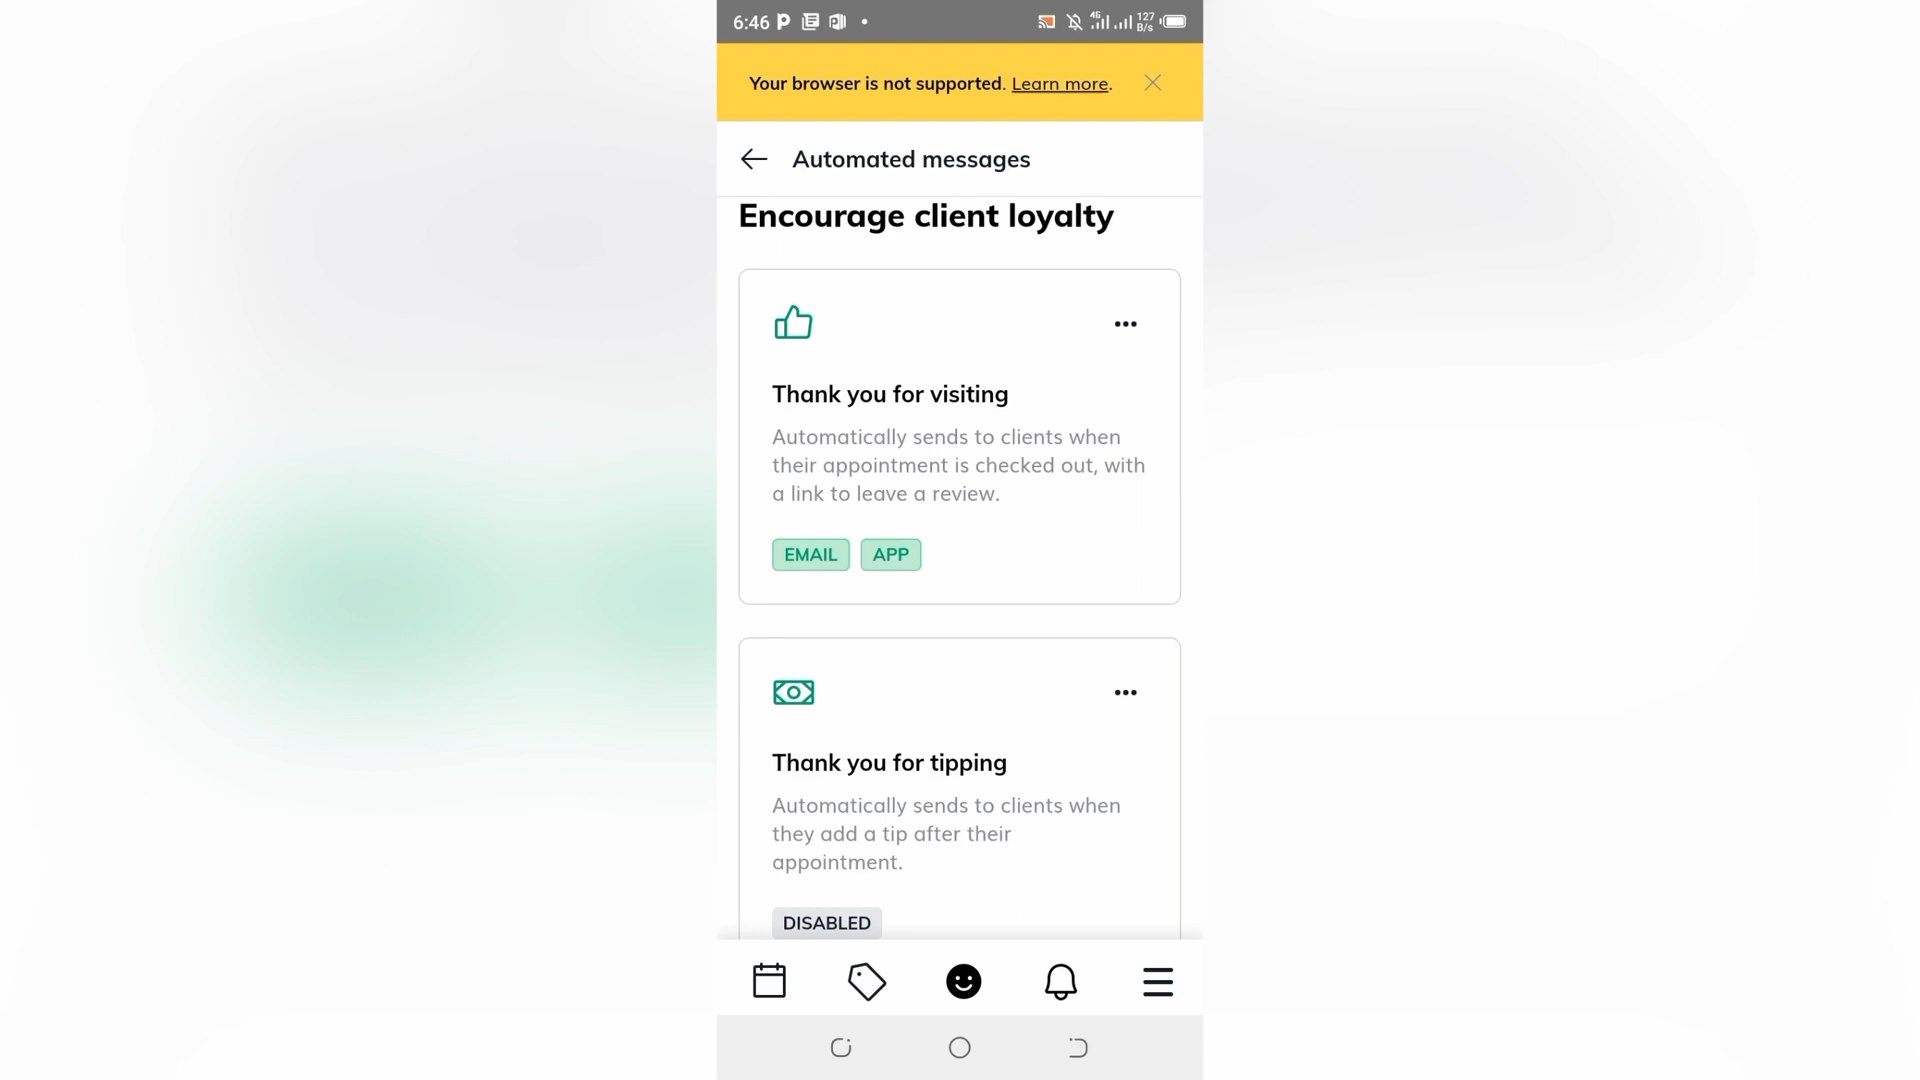 6:46
4G
127
B/s
Your browser is not supported. Learn more.
Automated messages
Encourage client loyalty
Thank you for visiting
Automatically sends to clients when
their appointment is checked out, with
a link to leave a review.
EMAIL APP
Thank you for tipping
Automatically sends to clients when
they add a tip after their
appointment.
DISABLED